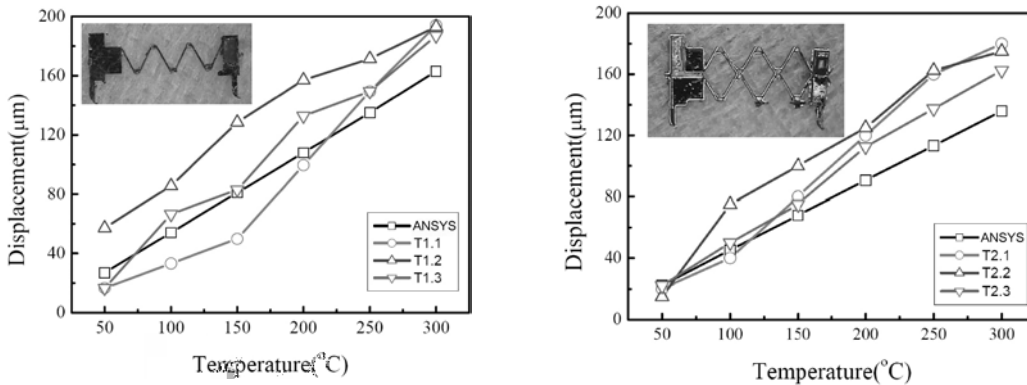 200
160
120
80
40
0
Displacement(μm)
ANSYS
T1.1
T1.2
T1.3
50 100 150 200 250 300
Temperature(°C)
200
160
120
80
40
0
Displacement(μm)
ANSYS
T2.1
T2.2
T2.3
50 100 150 200 250 300
Temperature(°C)